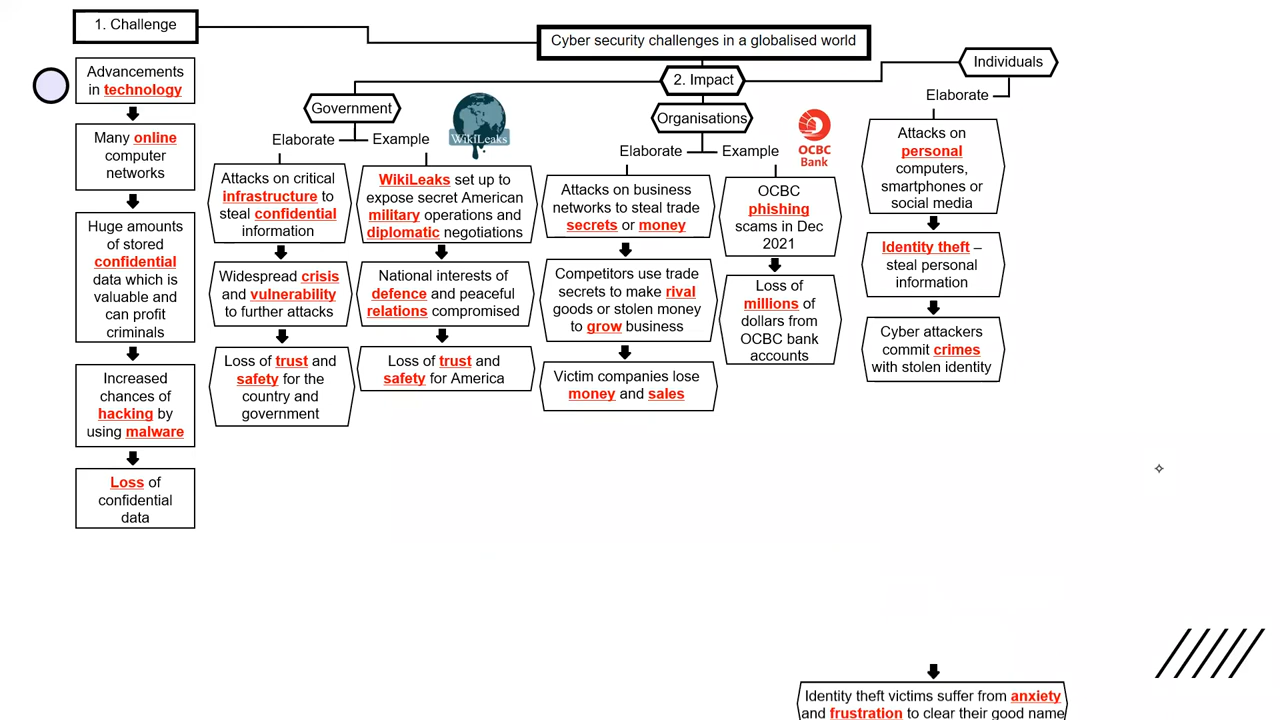 1. Challenge
Cyber security challenges in a globalised world
Individuals
2. Impact
Advancements
in technology
Many online
computer
networks
Huge amounts
of stored
confidential
data which is
valuable and
can profit
criminals
Increased
chances of
hacking by
using malware
Loss of
confidential
data
Government
Elaborate
Example
WikiLeaks
Attacks on critical
infrastructure to
steal confidential
information
Widespread crisis
and vulnerability
to further attacks
Loss of trust and
safety for the
country and
government
WikiLeaks set up to
expose secret American
military operations and
diplomatic negotiations
National interests of
defence and peaceful
relations compromised
Loss of trust and
safety for America
Organisations
Elaborate
Example
OCBC
Bank
Attacks on business
networks to steal trade
secrets or money
Competitors use trade
secrets to make rival
goods or stolen money
to grow business
Victim companies lose
money and sales
OCBC
phishing
scams in Dec
2021
Loss of
millions of
dollars from
OCBC bank
accounts
Elaborate
Attacks on
personal
computers,
smartphones or
social media
Identity theft –
steal personal
information
Cyber attackers
commit crimes
with stolen identity
Identity theft victims suffer from anxiety
and frustration to clear their good name